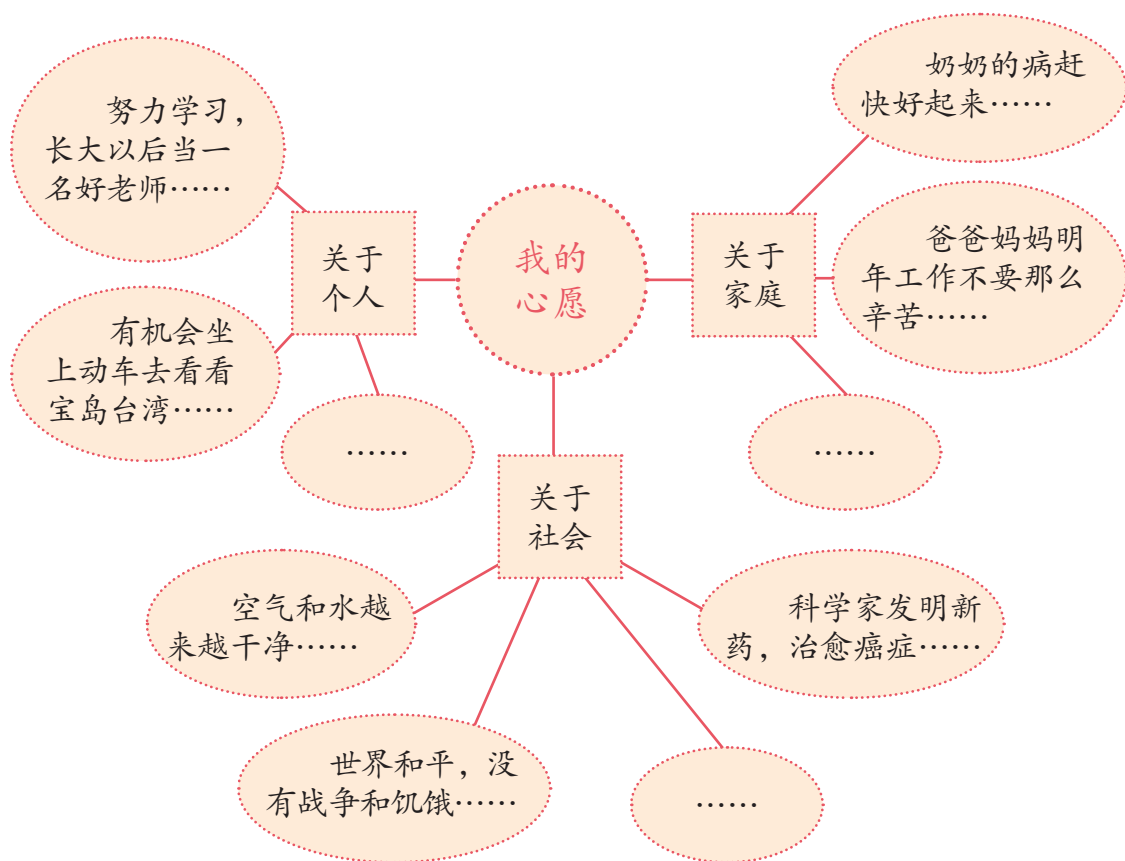 我的
心愿
关于
个人
努力学习，
长大以后当一
名好老师……
有机会坐
上动车去看看
宝岛台湾……
……
关于
家庭
奶奶的病赶
快好起来……
爸爸妈妈明
年工作不要那么
辛苦……
……
关于
社会
空气和水越
来越干净……
世界和平，没
有战争和饥饿……
……
科学家发明新
药，治愈癌症……